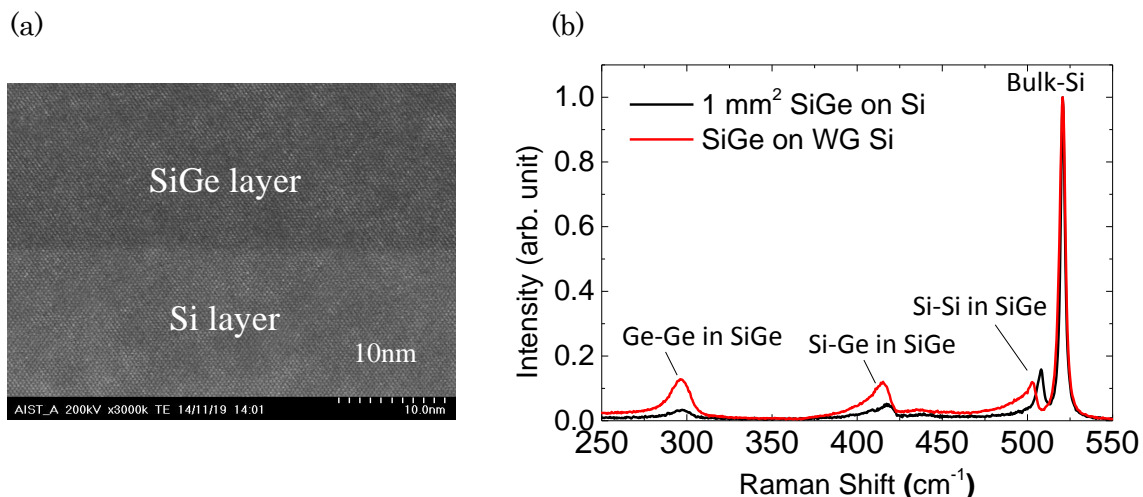 (a)
SiGe layer
Si layer
10nm
AIST_A 200kV x3000k TE 14/11/19 14:01
10.0nm
(b)
Bulk-Si
1 mm² SiGe on Si
SiGe on WG Si
Si-Si in SiGe
Ge-Ge in SiGe
Si-Ge in SiGe
Intensity (arb. unit)
1.0
0.8
0.6
0.4
0.2
0.0
250 300 350 400 450 500 550
Raman Shift (cm⁻¹)